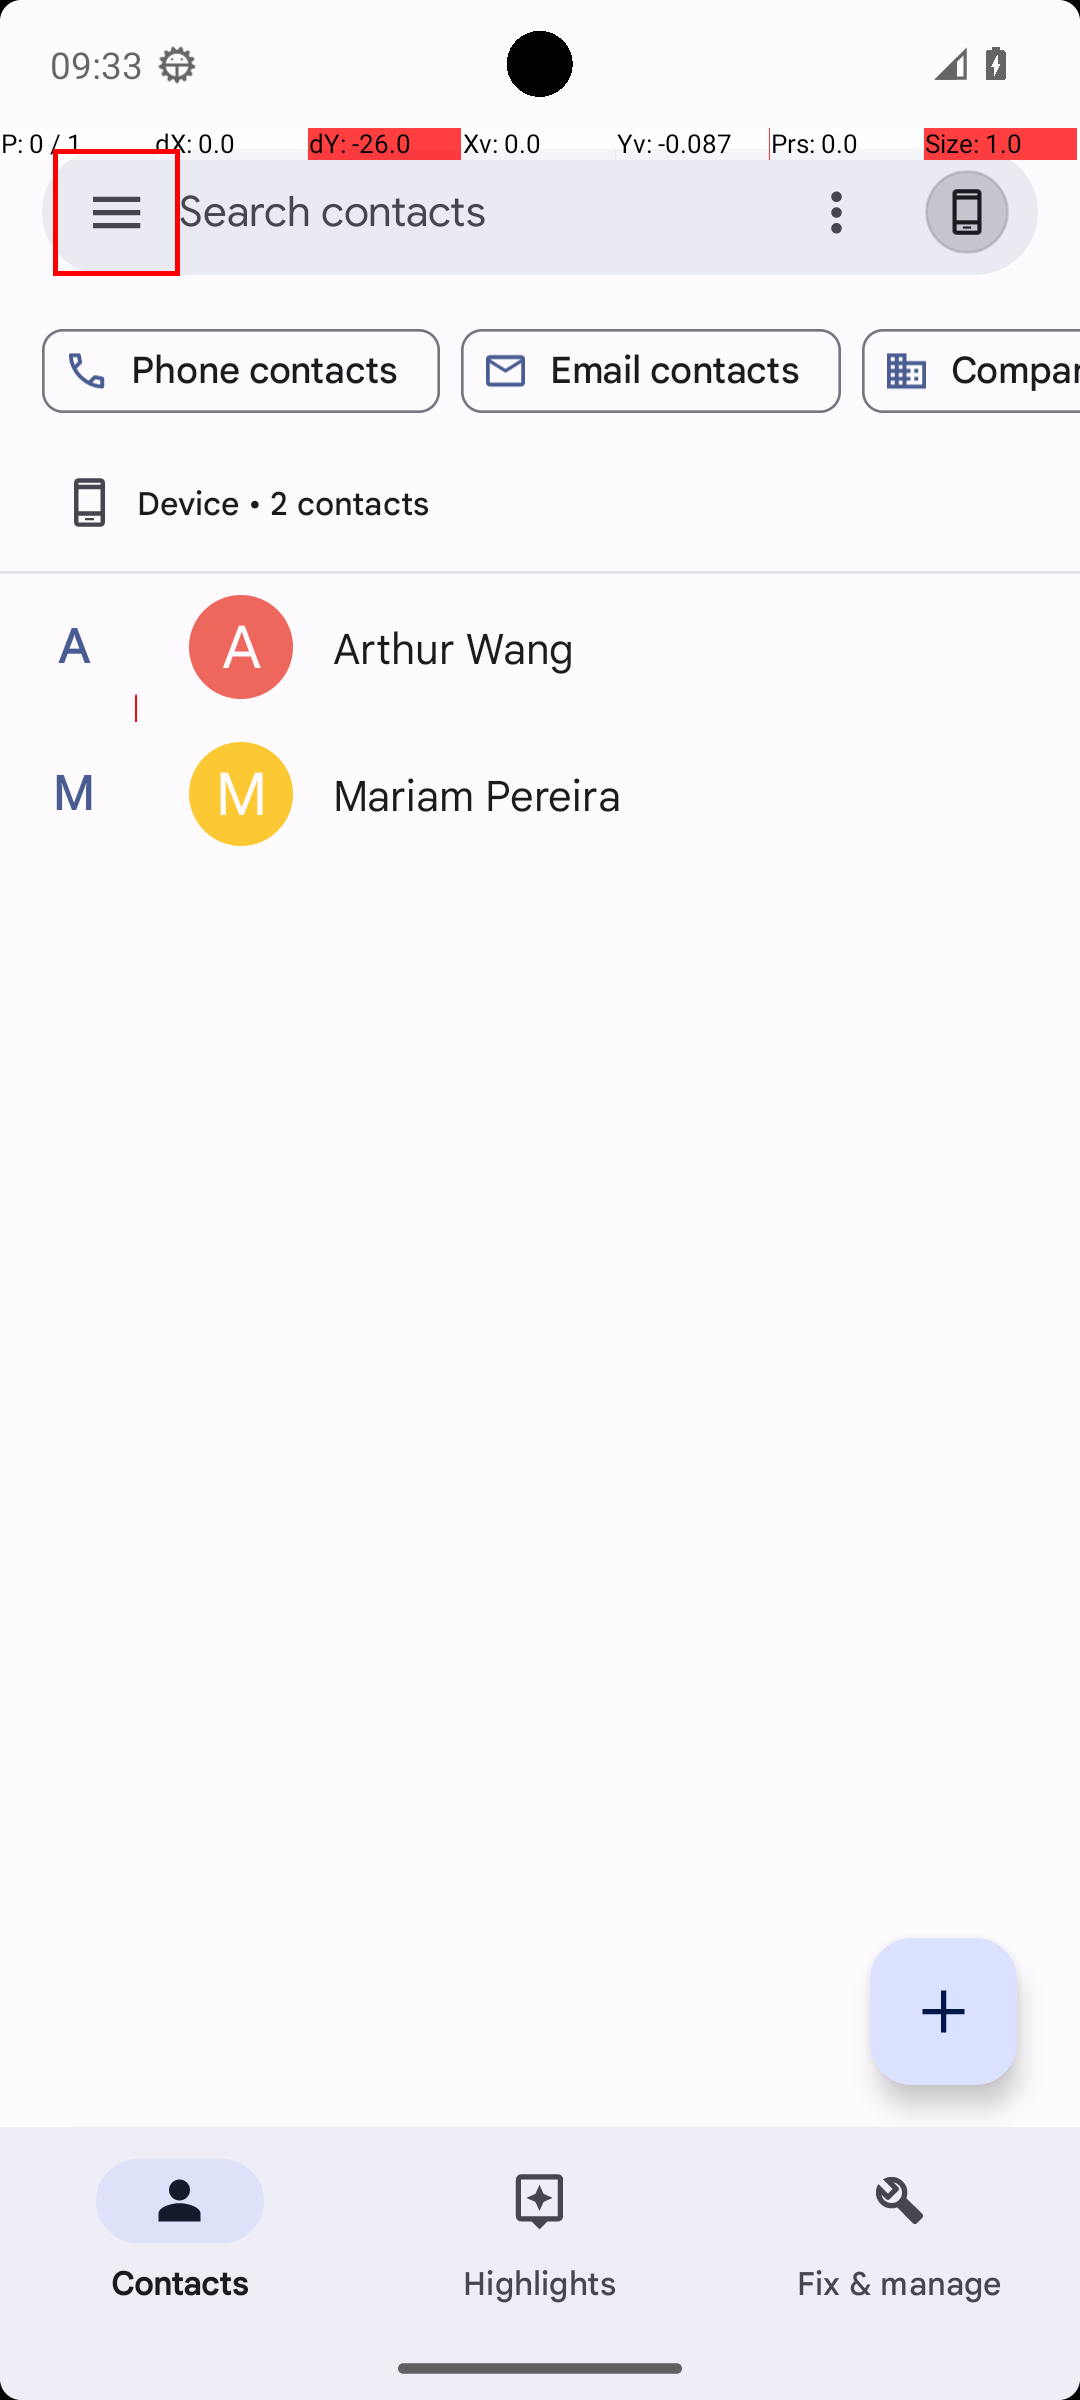 09:33
P: 0 / 1 dX: 0.0 dY: -26.0 Xv: 0.0 Yv: -0.087 Prs: 0.0 Size: 1.0
Search contacts
Phone contacts Email contacts
Device • 2 contacts
A A Arthur Wang
M M Mariam Pereira
Contacts Highlights Fix & manage